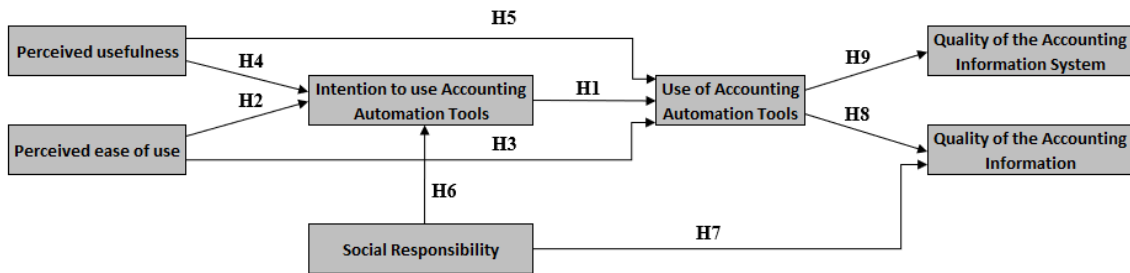 H5
Perceived usefulness
Quality of the Accounting
Information System
H4
H9
Intention to use Accounting
Automation Tools
H1
Use of Accounting
Automation Tools
H2
H8
Perceived ease of use
H3
Quality of the Accounting
Information
H6
Social Responsibility
H7